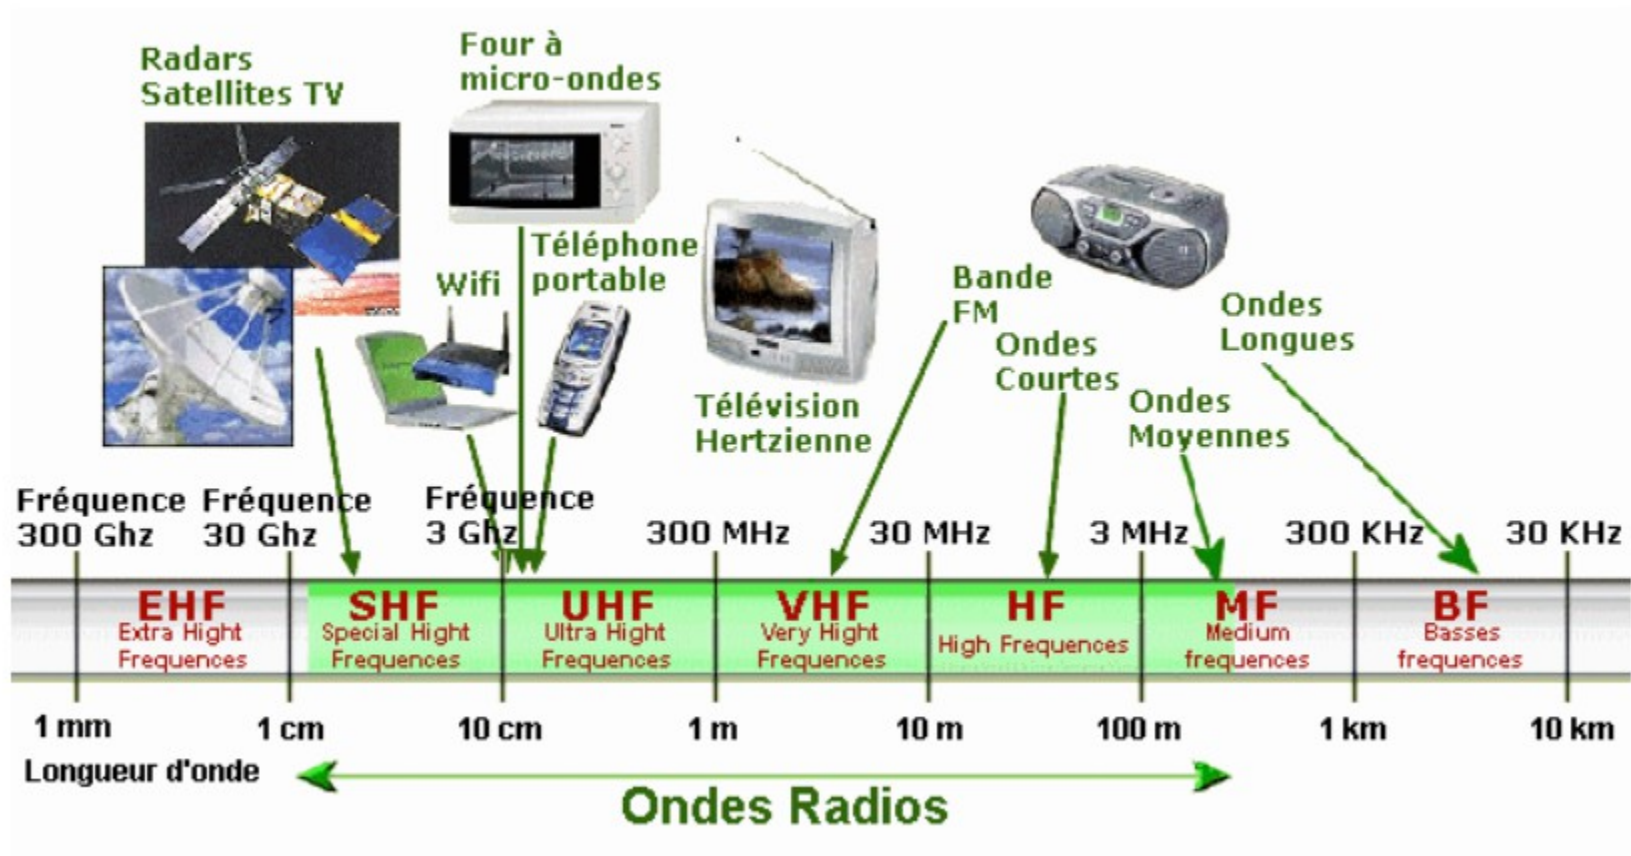 Radars
Satellites TV
Four à
micro-ondes
Wifi
Téléphone
portable
Télévision
Hertzienne
Bande
FM
Ondes
Courtes
Ondes
Moyennes
Ondes
Longues
Fréquence
300 Ghz
Fréquence
30 Ghz
Fréquence
3 Ghz
300 MHz
30 MHz
3 MHz
300 KHz
30 KHz
EHF
Extra Hight
Frequences
SHF
Special Hight
Frequences
UHF
Ultra Hight
Frequences
VHF
Very Hight
Frequences
HF
High Frequences
MF
Medium
frequences
BF
Basses
frequences
1 mm
1 cm
10 cm
1 m
10 m
100 m
1 km
10 km
Longueur d'onde
Ondes Radios